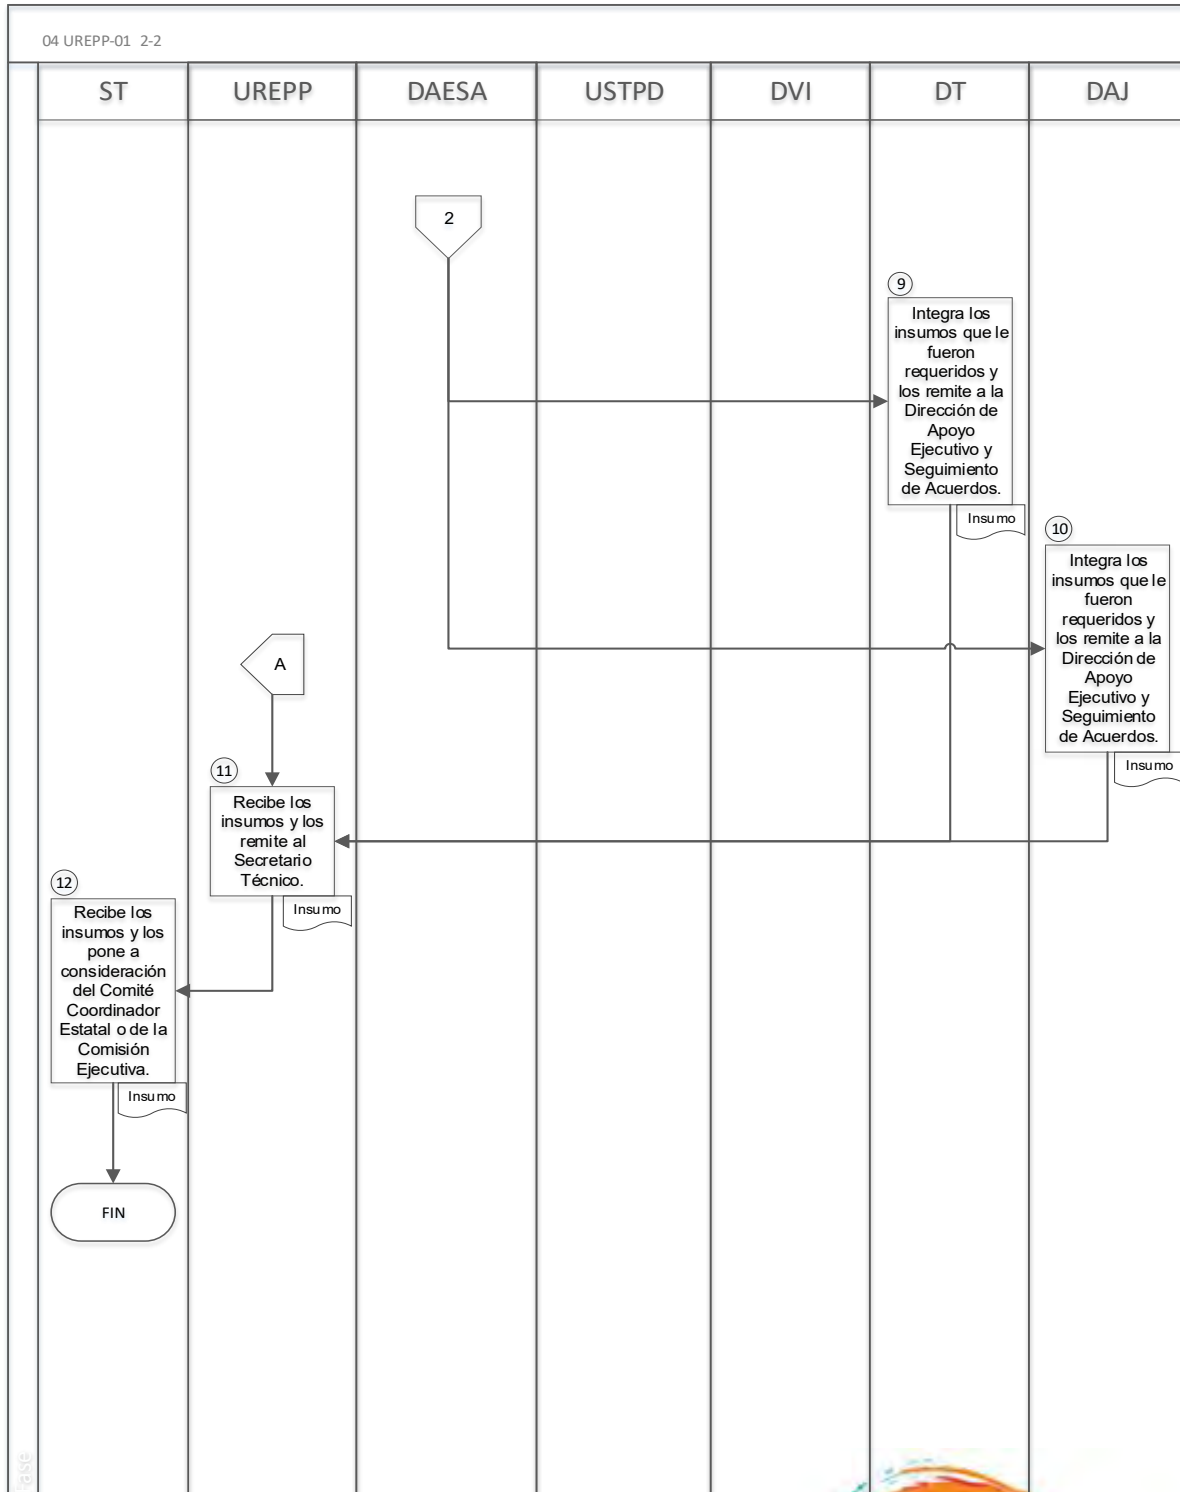 04 UREPP-01 2-2
ST
UREPP
DAESA
USTPD
DVI
DT
DAJ
2
9
Integra los
insumos que le
fueron
requeridos y
los remite a la
Dirección de
Apoyo
Ejecutivo y
Seguimiento
de Acuerdos.
Insumo
10
Integra los
insumos que le
fueron
requeridos y
los remite a la
Dirección de
Apoyo
Ejecutivo y
Seguimiento
de Acuerdos.
Insumo
A
11
Recibe los
insumos y los
remite al
Secretario
Técnico.
Insumo
12
Recibe los
insumos y los
pone a
consideración
del Comité
Coordinador
Estatal o de la
Comisión
Ejecutiva.
Insumo
FIN
Fase